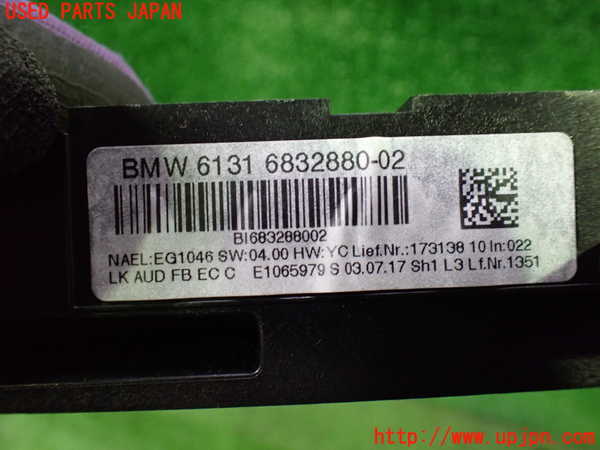 USED PARTS JAPAN
BMW 6131 6832880-02
BI683288002
NAEL:EG1046 SW:04.00 HW:YC Lief.Nr.:173138 10 In:022
LK AUD FB EC C E1065979 S 03.07.17 Sh1 L3 Lf.Nr.1351
http://www.upjpn.com/